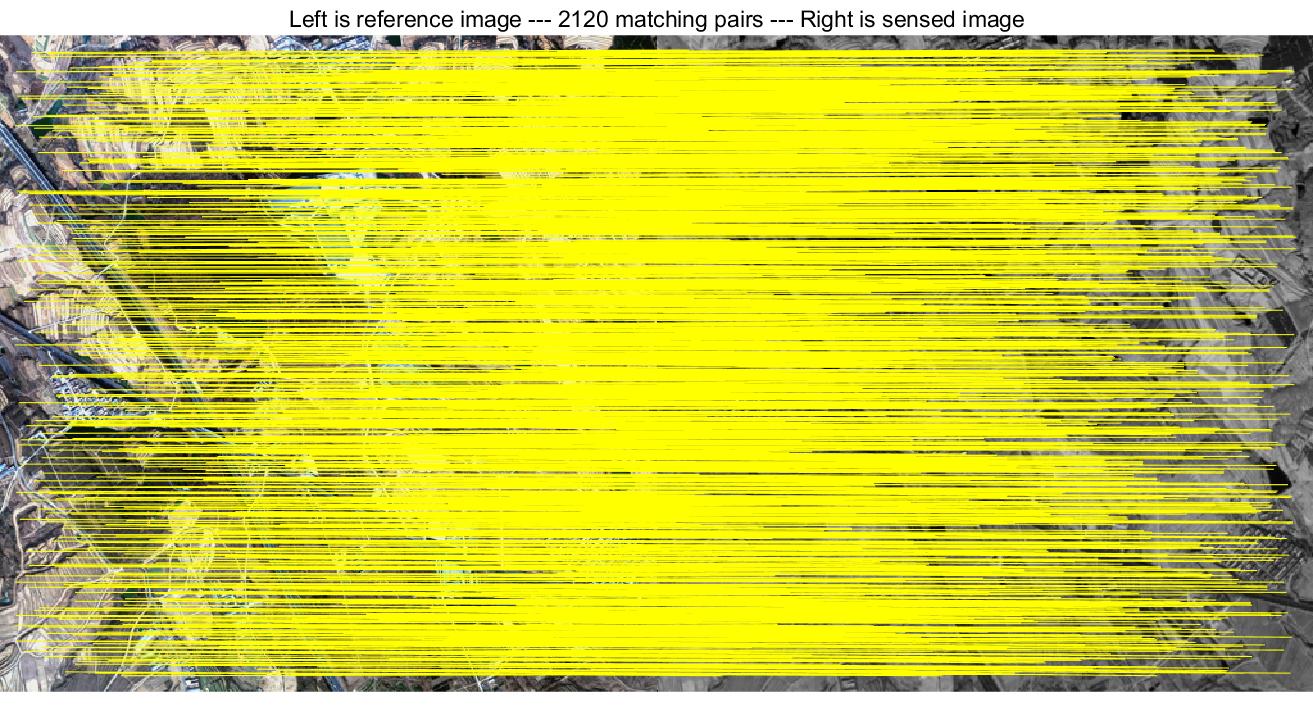 Left is reference image --- 2120 matching pairs --- Right is sensed image